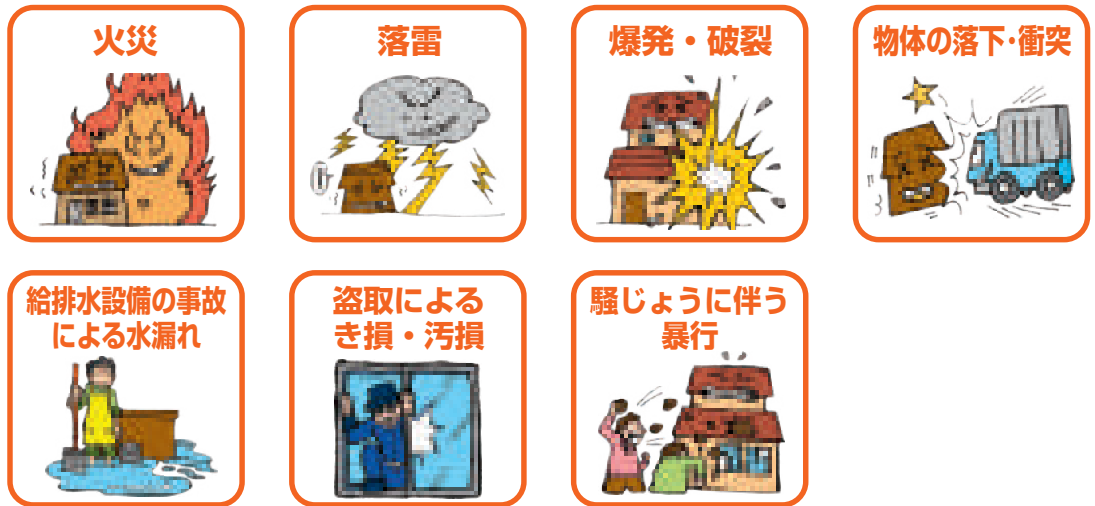 火災
落雷
爆発・破裂
物体の落下・衝突
給排水設備の事故
による水漏れ
盗取による
き損・汚損
騒じょうに伴う
暴行